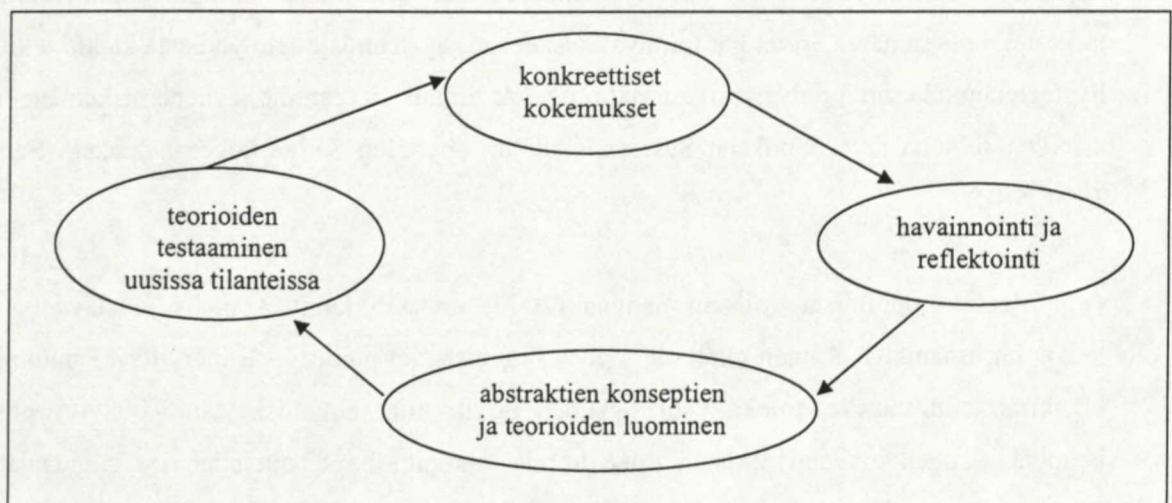 konkreettiset
kokemukset
teorioiden
testaaminen
uusissa tilanteissa
havainnointi ja
reflektointi
abstraktien konseptien
ja teorioiden luominen